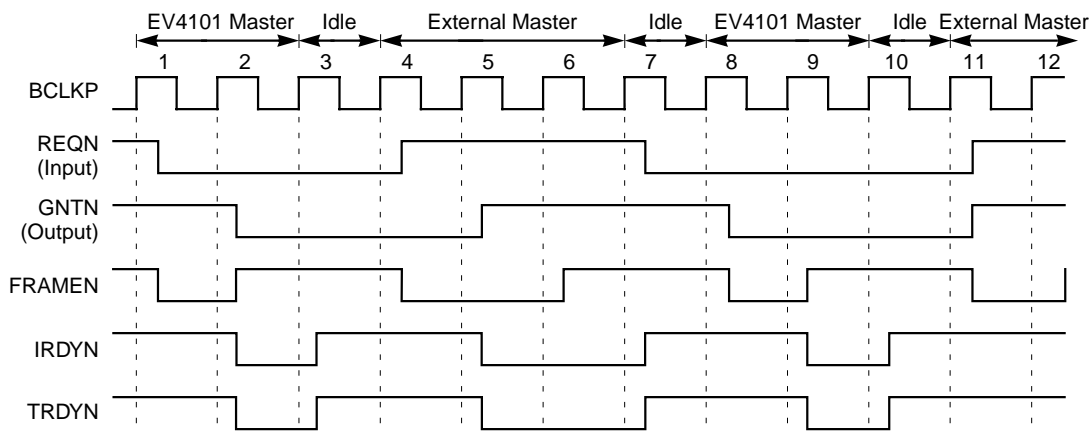 EV4101 Master Idle External Master Idle EV4101 Master Idle External Master
1 2 3 4 5 6 7 8 9 10 11 12
BCLKP
REQN
(Input)
GNTN
(Output)
FRAMEN
IRDYN
TRDYN